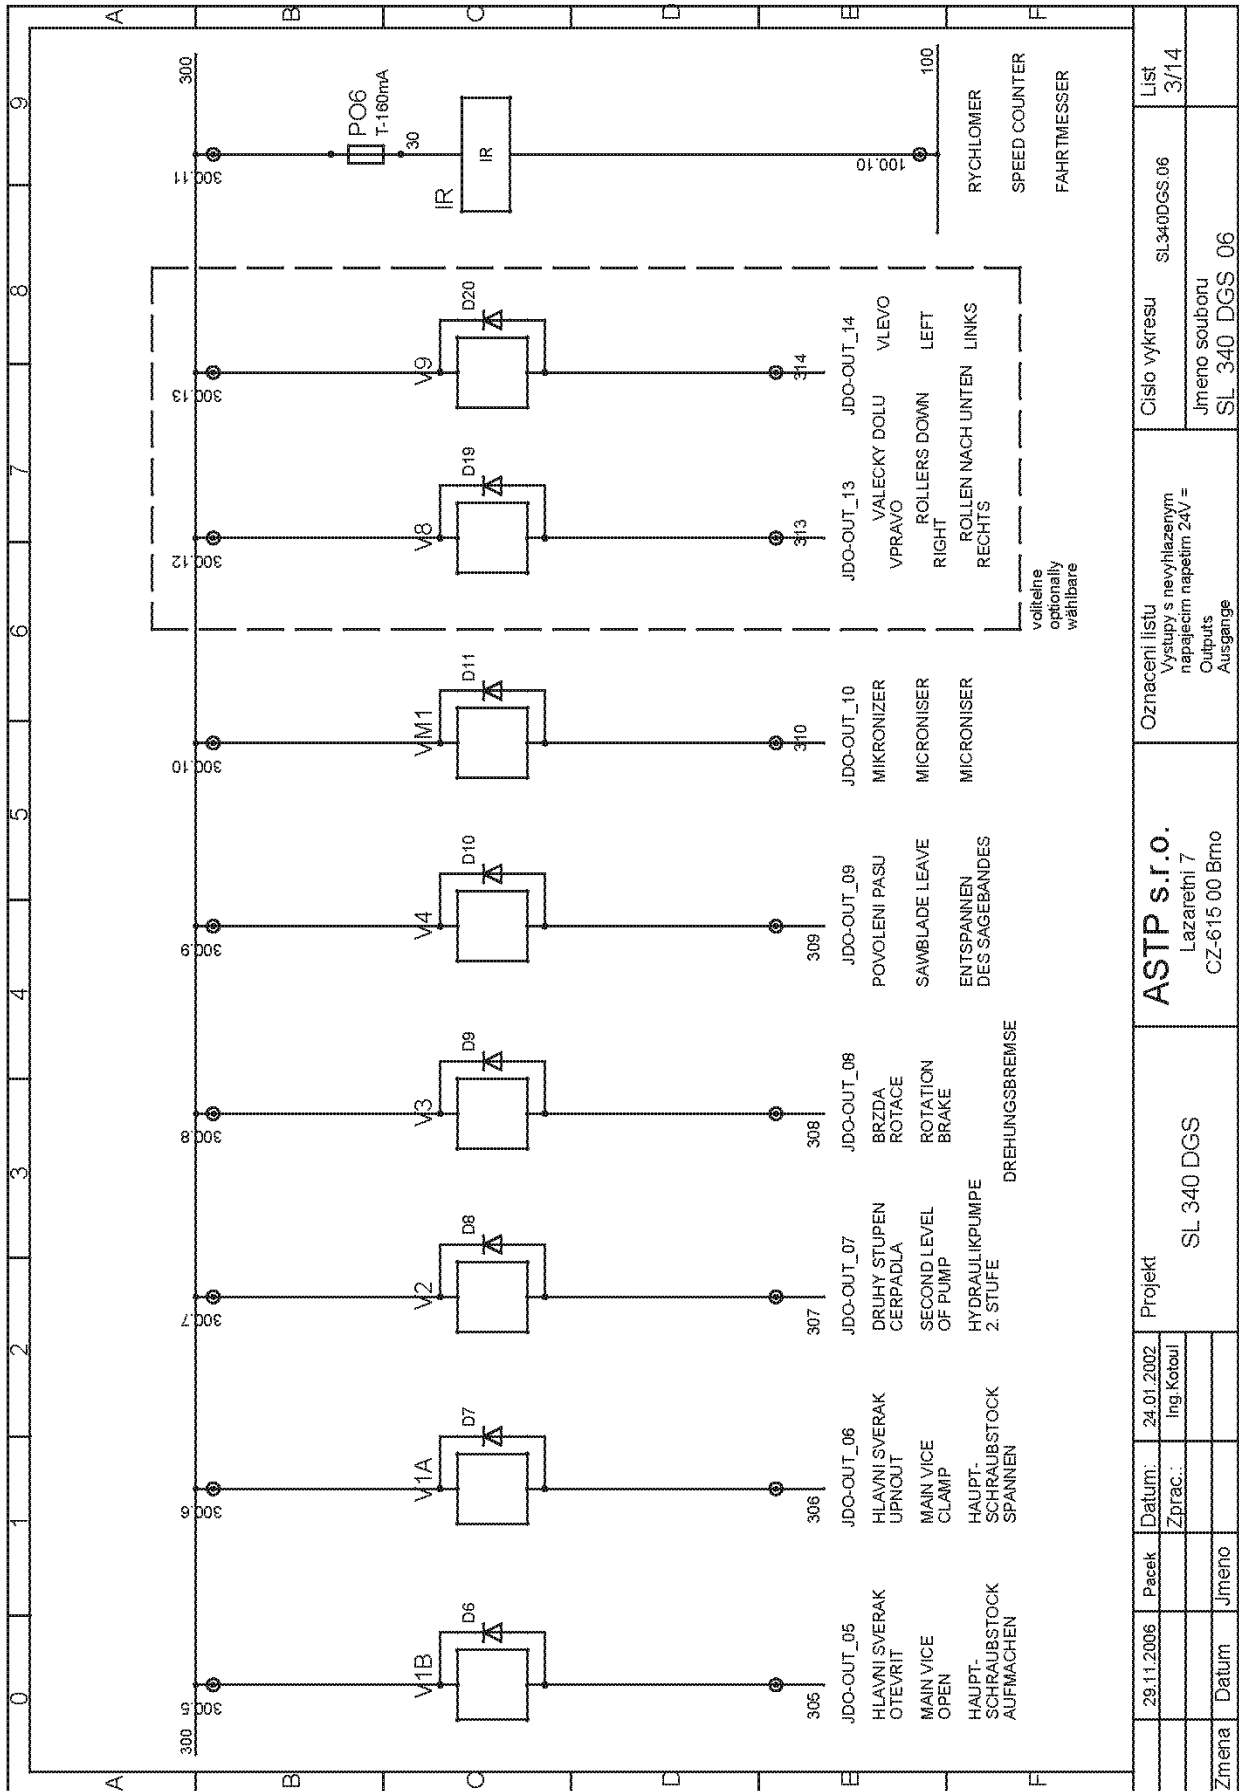 0 1 2 3 4 5 6 7 8 9
A
B
C
D
E
F
A
B
C
D
E
F
300
300.5
300.6
300.7
300.8
300.9
300.10
300.12
300.13
300.11
300
PO6
T-160mA
30
V1B
D6
V1A
D7
V2
D8
V3
D9
V4
D10
VM1
D11
V8
D19
V9
D20
IR
IR
305
306
307
308
309
310
313
314
100.10
100
JDO-OUT_05
HLAVNI SVERAK
OTEVRIT
MAIN VICE
OPEN
HAUPT-
SCHRAUBSTOCK
AUFMACHEN
JDO-OUT_06
HLAVNI SVERAK
UPNOUT
MAIN VICE
CLAMP
HAUPT-
SCHRAUBSTOCK
SPANNEN
JDO-OUT_07
DRUHY STUPEN
CERPADLA
SECOND LEVEL
OF PUMP
HYDRAULIKPUMPE
2. STUFE
JDO-OUT_08
BRZDA
ROTACE
ROTATION
BRAKE
DREHUNGSBREMSE
JDO-OUT_09
POVOLENI PASU
SAWBLADE LEAVE
ENTSPANNEN
DES SAGEBANDES
JDO-OUT_10
MIKRONIZER
MICRONISER
MICRONISER
JDO-OUT_13
JDO-OUT_14
VALECKY DOLU
VPRAVO
VLEVO
ROLLERS DOWN
RIGHT
LEFT
ROLLEN NACH UNTEN
RECHTS
LINKS
volitelne
optionally
wählbare
RYCHLOMER
SPEED COUNTER
FAHRTMESSER
29.11.2006 Pacek
Zmena Datum Jmeno
Datum: 24.01.2002
Zprac.: Ing.Kotoul
Projekt
SL 340 DGS
ASTP s.r.o.
Lazaretni 7
CZ-615 00 Brno
Oznaceni listu
Vystupy s nevyhlazenym
napajecim napetim 24V =
Outputs
Ausgange
Cislo vykresu
SL340DGS.06
Jmeno souboru
SL 340 DGS 06
List
3/14